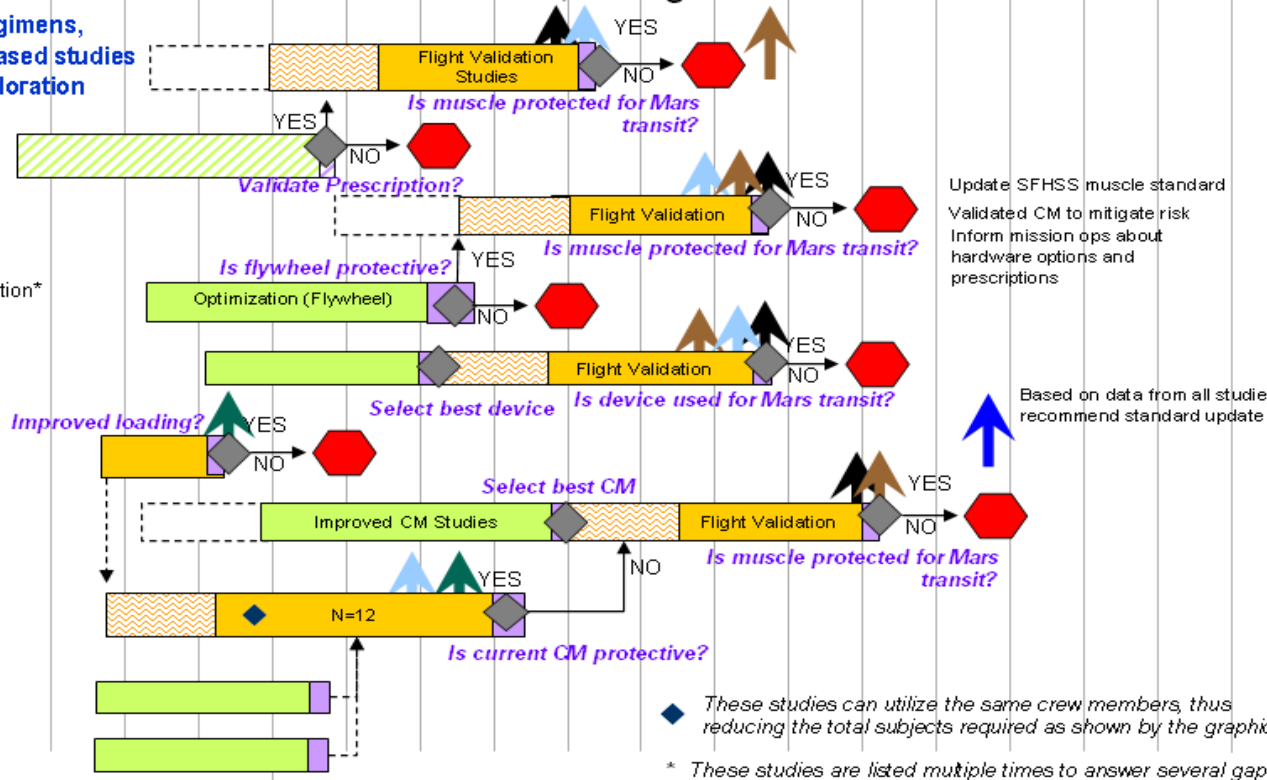 gimens,
ased studies
loration
YES
Flight Validation
Studies
NO
Is muscle protected for Mars
transit?
YES
NO
Validate Prescription?
YES
Flight Validation
NO
Is muscle protected for Mars transit?
Update SFHSS muscle standard
Validated CM to mitigate risk
Inform mission ops about
hardware options and
prescriptions
Is flywheel protective?
YES
tion*
Optimization (Flywheel)
NO
YES
Flight Validation
NO
Select best device
Is device used for Mars transit?
Based on data from all studie
recommend standard update
Improved loading?
YES
NO
Select best CM
YES
Improved CM Studies
Flight Validation
NO
Is muscle protected for Mars
transit?
NO
YES
N=12
Is current CM protective?
These studies can utilize the same crew members, thus
reducing the total subjects required as shown by the graphic
* These studies are listed multiple times to answer several gap